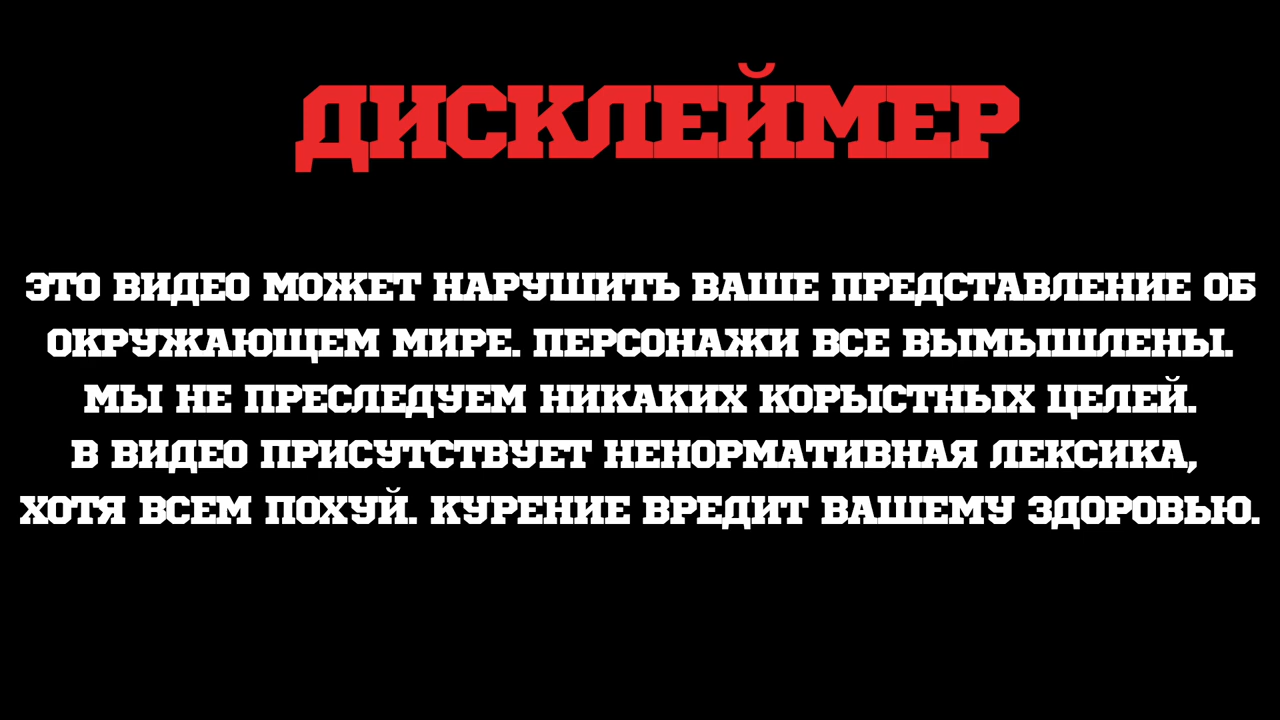 ДИСКЛЕЙМЕР
ЭТО ВИДЕО МОЖЕТ НАРУШИТЬ ВАШЕ ПРЕДСТАВЛЕНИЕ ОБ
ОКРУЖАЮЩЕМ МИРЕ. ПЕРСОНАЖИ ВСЕ ВЫМЫШЛЕНЫ.
МЫ НЕ ПРЕСЛЕДУЕМ НИКАКИХ КОРЫСТНЫХ ЦЕЛЕЙ.
В ВИДЕО ПРИСУТСТВУЕТ НЕНОРМАТИВНАЯ ЛЕКСИКА,
ХОТЯ ВСЕМ ПОХУЙ. КУРЕНИЕ ВРЕДИТ ВАШЕМУ ЗДОРОВЬЮ.